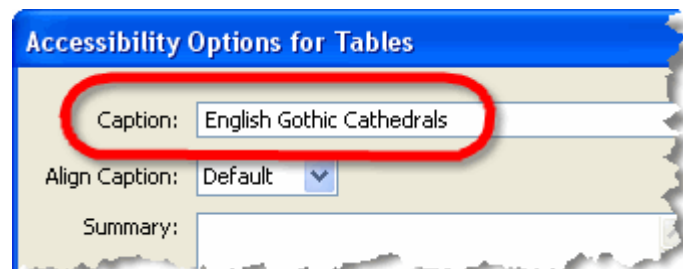 Accessibility Options for Tables
Caption: English Gothic Cathedrals
Align Caption: Default
Summary: